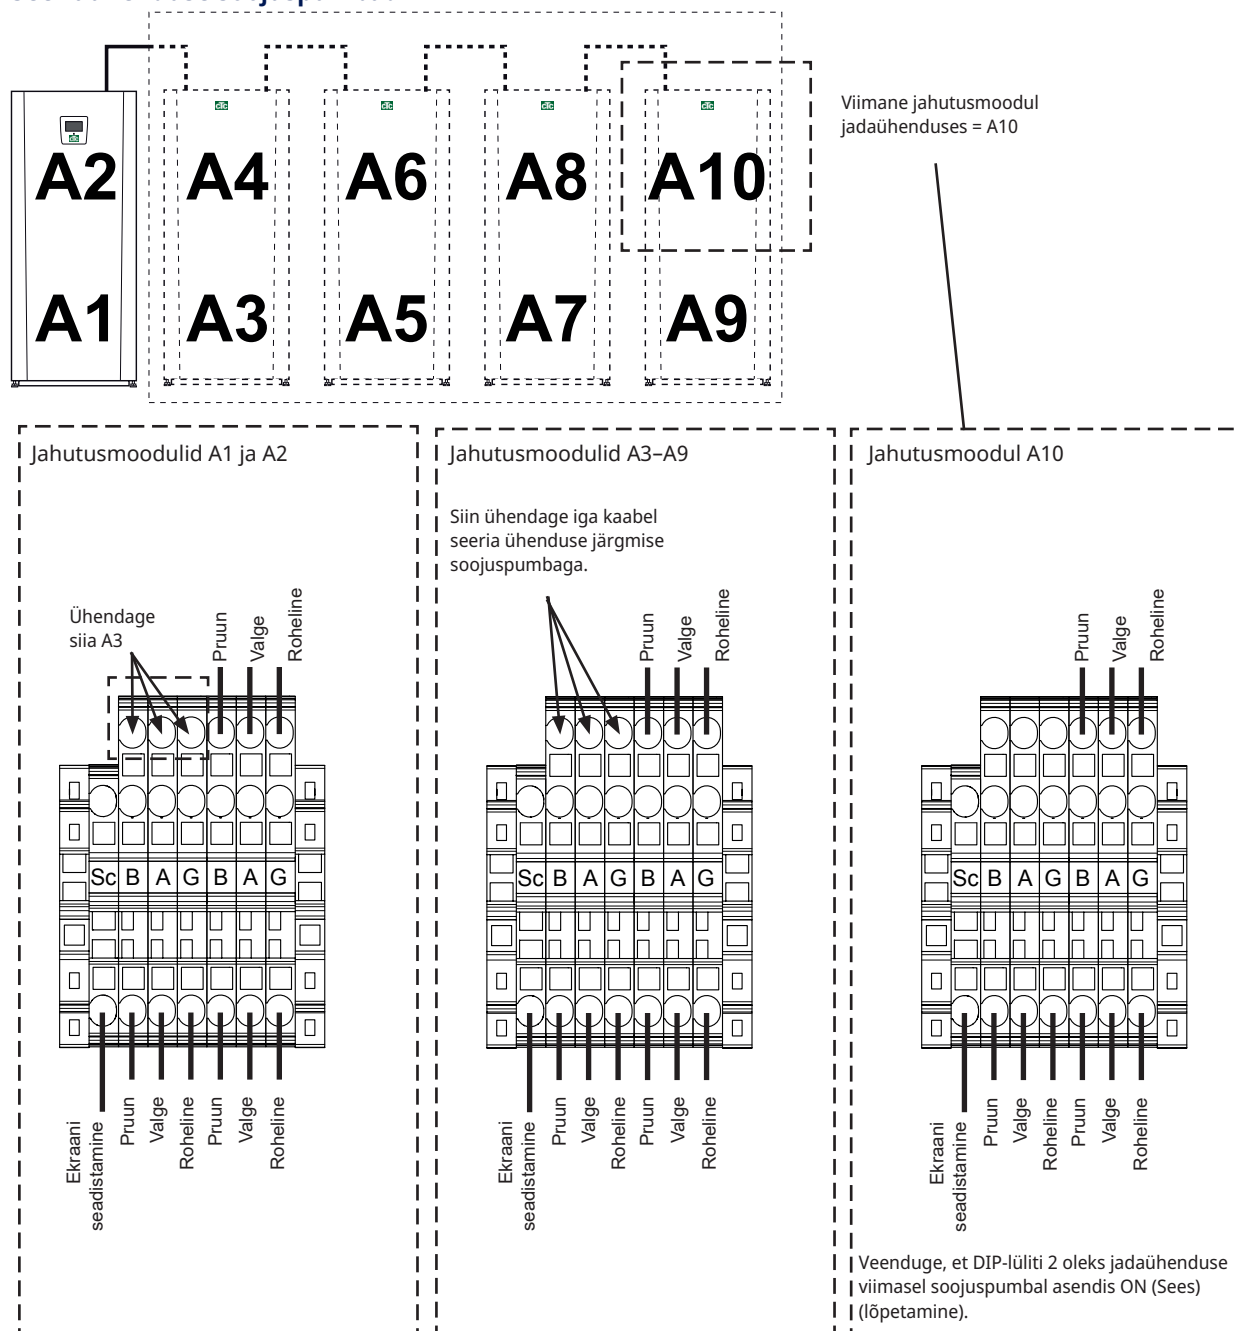 A2
A4
A6
A8
A10
A1
A3
A5
A7
A9
Viimane jahutusmoodul
jadaühenduses = A10
Jahutusmoodulid A1 ja A2
Ühendage
siia A3
Pruun
Valge
Roheline
Sc B A G B A G
Ekraani
seadistamine
Pruun
Valge
Roheline
Pruun
Valge
Roheline
Jahutusmoodulid A3–A9
Siin ühendage iga kaabel
seeria ühenduse järgmise
soojuspumbaga.
Pruun
Valge
Roheline
Sc B A G B A G
Ekraani
seadistamine
Pruun
Valge
Roheline
Pruun
Valge
Roheline
Jahutusmoodul A10
Pruun
Valge
Roheline
Sc B A G B A G
Ekraani
seadistamine
Pruun
Valge
Roheline
Pruun
Valge
Roheline
Veenduge, et DIP-lüliti 2 oleks jadaühenduse
viimasel soojuspumbal asendis ON (Sees)
(lõpetamine).